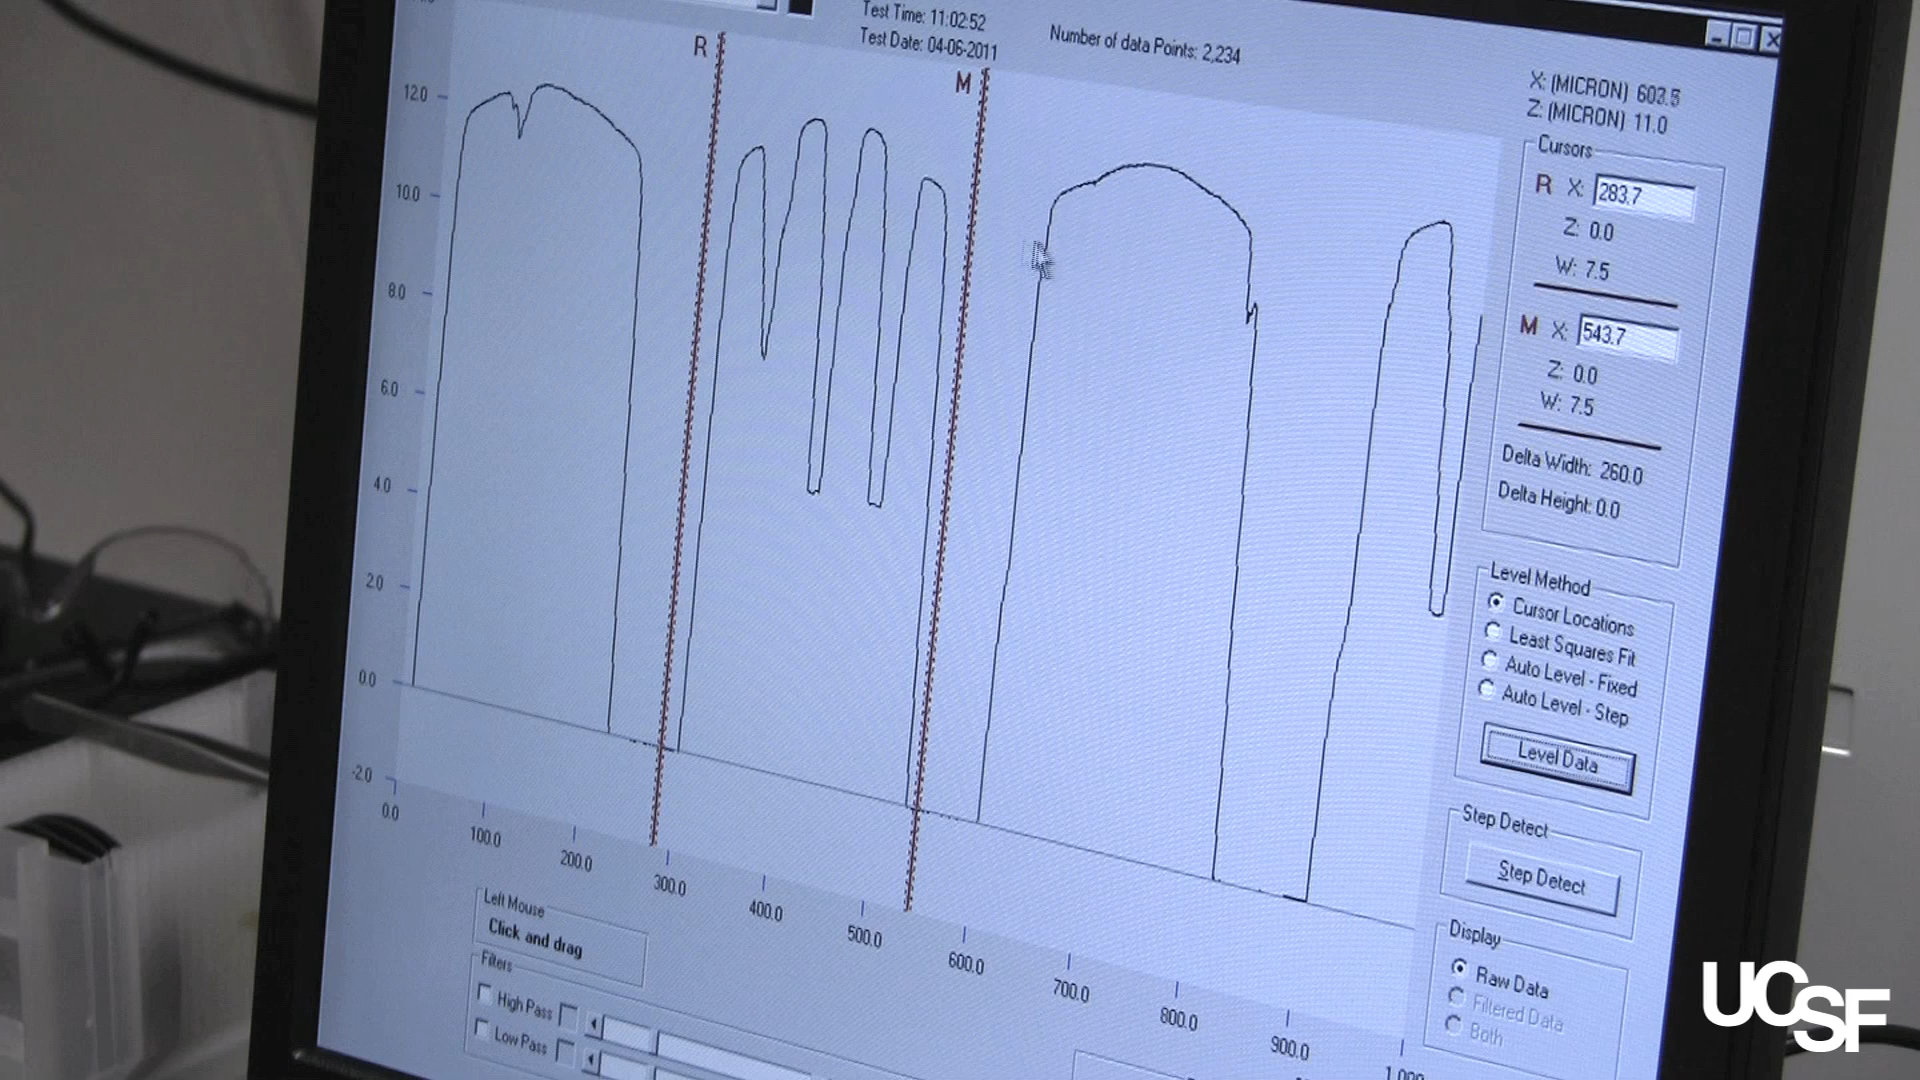 Test Time: 11:02:52
Test Date: 04-06-2011
Number of data Points: 2,234
X: (MICRON) 603.5
Z: (MICRON) 11.0
R
M
12.0
10.0
8.0
6.0
4.0
2.0
0.0
-2.0
0.0
100.0
200.0
300.0
400.0
500.0
600.0
700.0
800.0
900.0
Cursors
R X: 283.7
Z: 0.0
W: 7.5
M X: 543.7
Z: 0.0
W: 7.5
Delta Width: 260.0
Delta Height: 0.0
Level Method
Cursor Locations
Least Squares Fit
Auto Level - Fixed
Auto Level - Step
Level Data
Step Detect
Step Detect
Display
Raw Data
Filtered Data
Both
Left Mouse
Click and drag
Filters
High Pass
Low Pass
UCSF